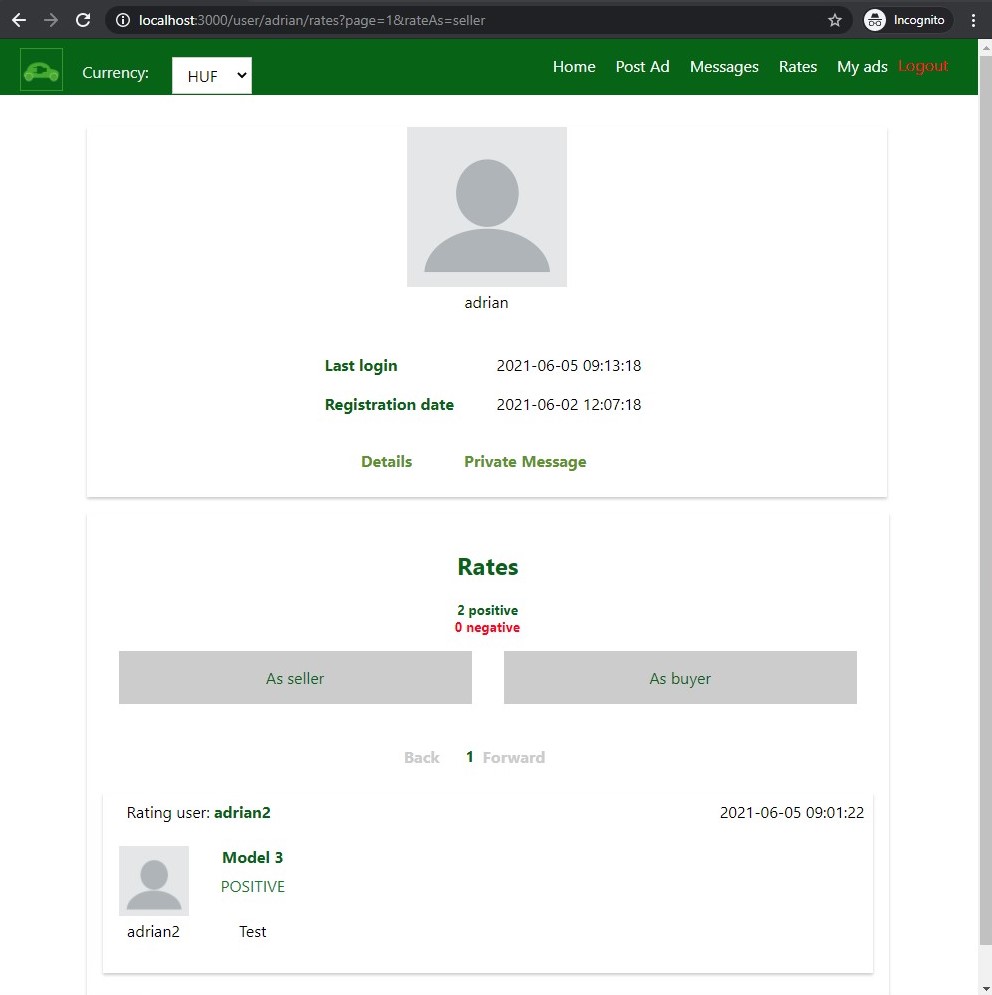 localhost:3000/user/adrian/rates?page=1&rateAs=seller
Incognito
Currency: HUF Home Post Ad Messages Rates My ads Logout
adrian
Last login 2021-06-05 09:13:18
Registration date 2021-06-02 12:07:18
Details Private Message
Rates
2 positive
0 negative
As seller As buyer
Back 1 Forward
Rating user: adrian2 2021-06-05 09:01:22
Model 3
POSITIVE
adrian2 Test